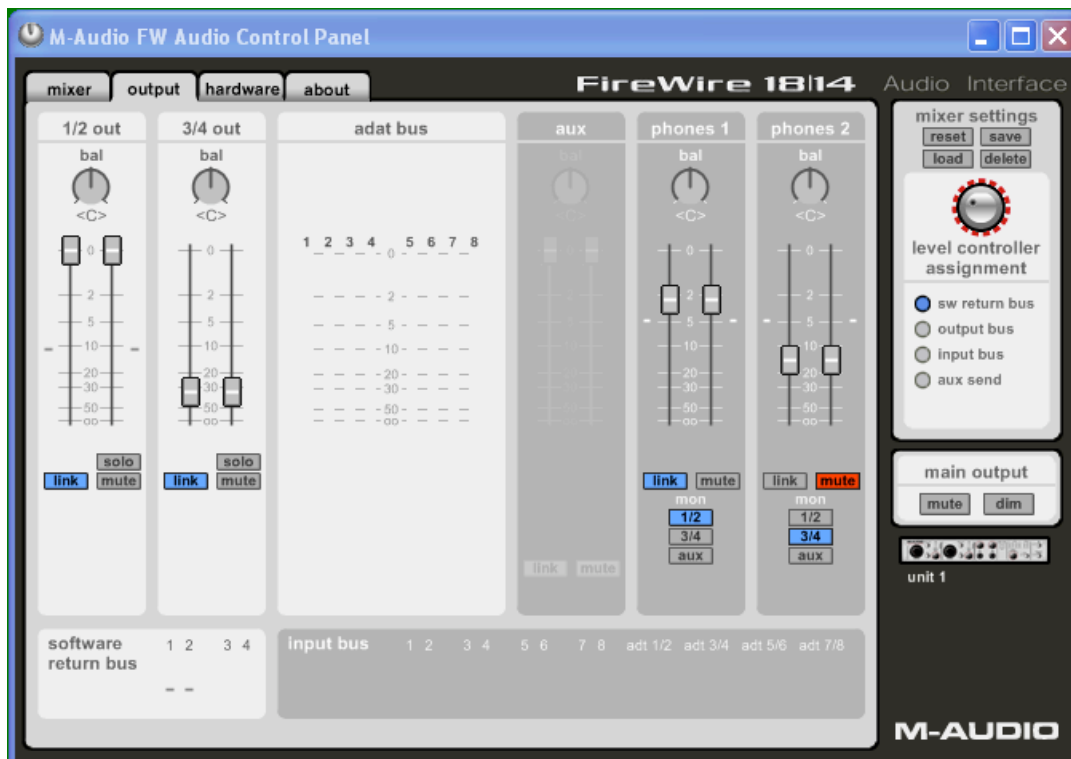 M-Audio FW Audio Control Panel
mixer output hardware about
FireWire 18|14 Audio Interface
1/2 out 3/4 out adat bus aux phones 1 phones 2
bal bal bal bal bal
<C> <C> <C> <C> <C>
1 2 3 4 5 6 7 8
0 0 0 0 0 0
2 2 2 2 2
5 5 5 5 5
10 10 10 10 10
20 20 20 20 20
30 30 30 30 30
50 50 50 50 50
∞ ∞ ∞ ∞ ∞
solo solo
link mute link mute link mute link mute
mon mon
1/2 1/2
3/4 3/4
aux aux
link mute
software return bus 1 2 3 4
input bus 1 2 3 4 5 6 7 8 adt 1/2 adt 3/4 adt 5/6 adt 7/8
mixer settings
reset save
load delete
level controller
assignment
sw return bus
output bus
input bus
aux send
main output
mute dim
unit 1
M-AUDIO